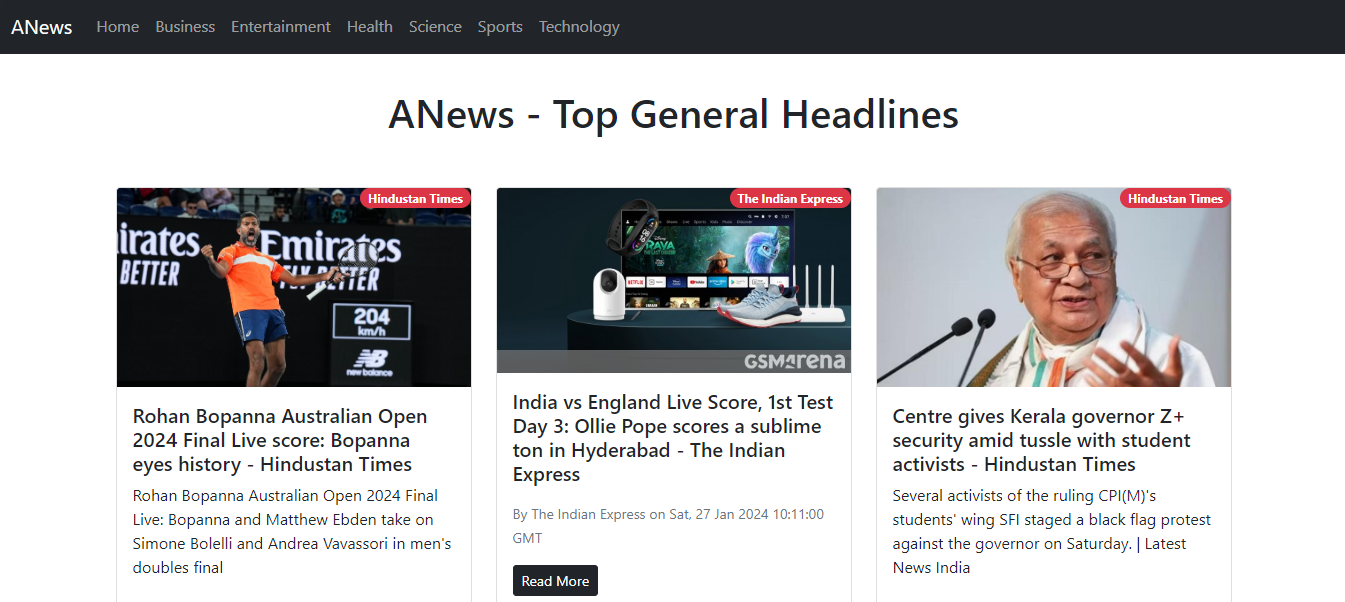 ANews Home Business Entertainment Health Science Sports Technology
ANews - Top General Headlines
Hindustan Times
irates Emirates
BETTER FLY BETTER
204
km/h
new balance
Rohan Bopanna Australian Open
2024 Final Live score: Bopanna
eyes history - Hindustan Times
Rohan Bopanna Australian Open 2024 Final
Live: Bopanna and Matthew Ebden take on
Simone Bolelli and Andrea Vavassori in men's
doubles final
The Indian Express
RAYA
NETFLIX
GSMArena
India vs England Live Score, 1st Test
Day 3: Ollie Pope scores a sublime
ton in Hyderabad - The Indian
Express
By The Indian Express on Sat, 27 Jan 2024 10:11:00
GMT
Read More
Hindustan Times
Centre gives Kerala governor Z+
security amid tussle with student
activists - Hindustan Times
Several activists of the ruling CPI(M)'s
students' wing SFI staged a black flag protest
against the governor on Saturday. | Latest
News India